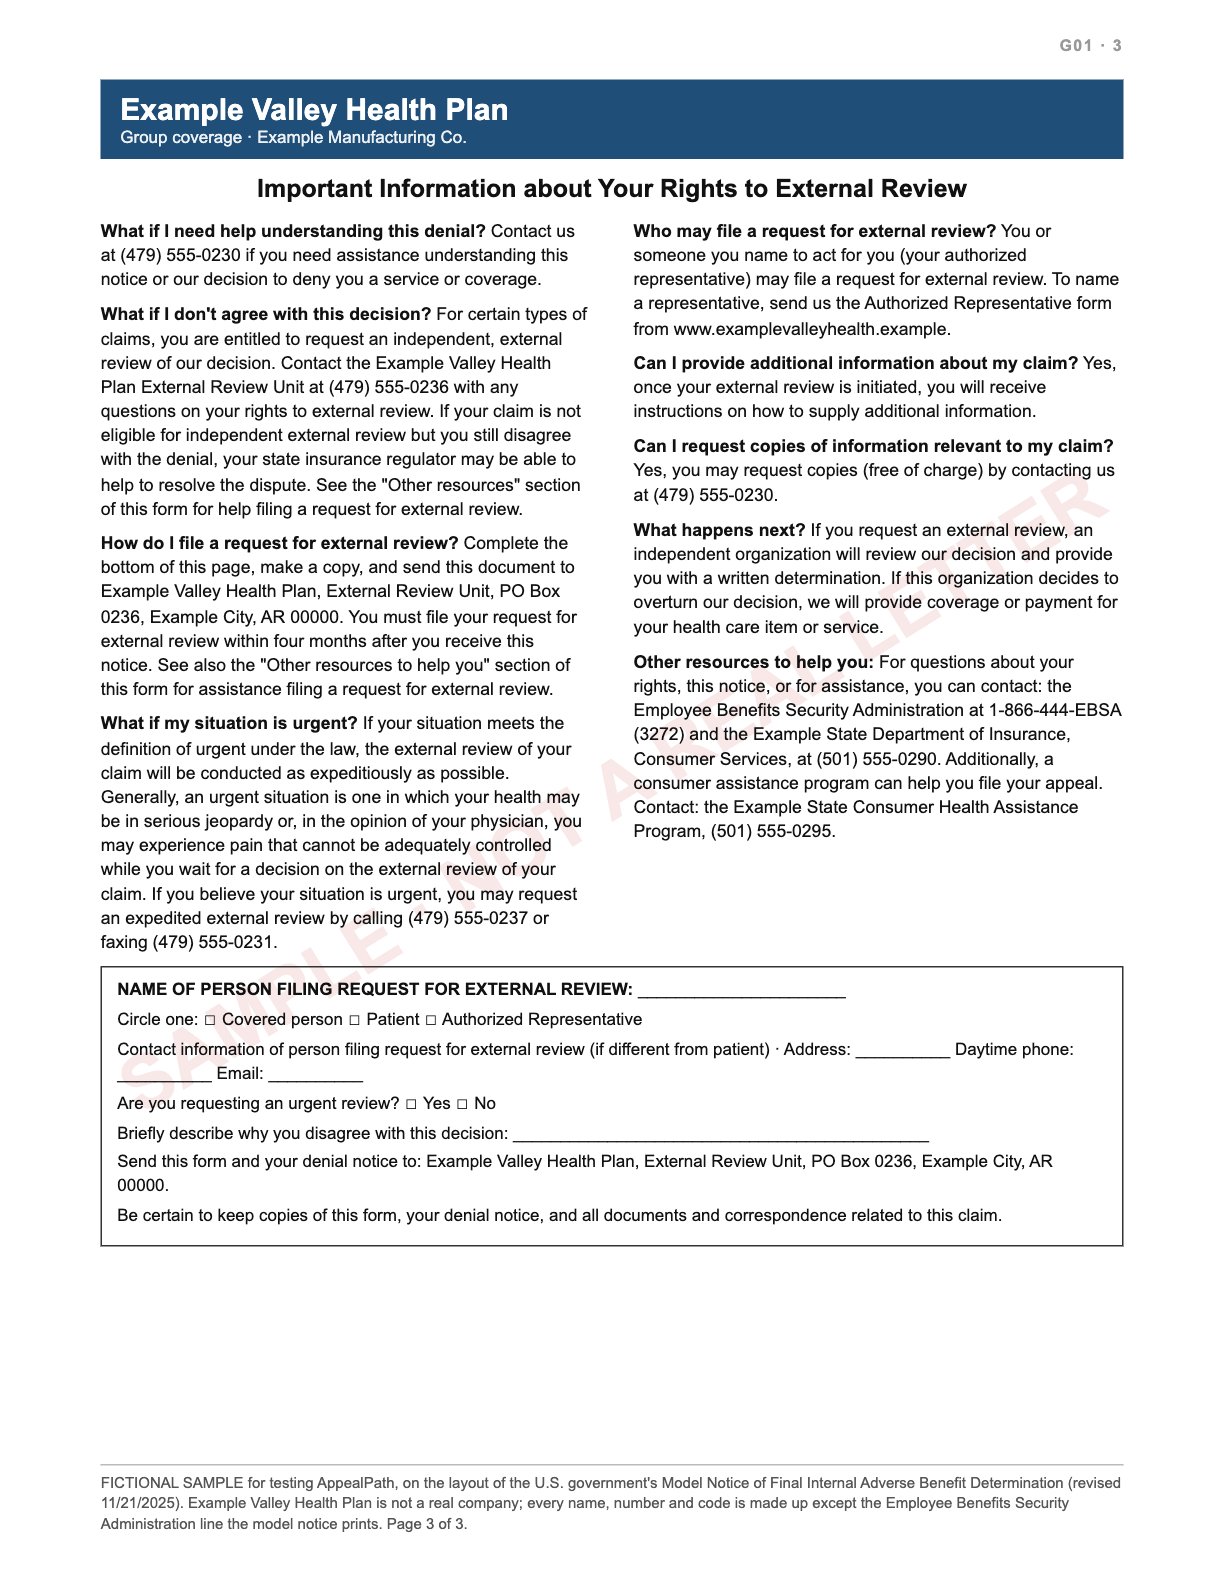 G01 · 3
Example Valley Health Plan
Group coverage · Example Manufacturing Co.
Important Information about Your Rights to External Review
What if I need help understanding this denial? Contact us
at (479) 555-0230 if you need assistance understanding this
notice or our decision to deny you a service or coverage.
What if I don't agree with this decision? For certain types of
claims, you are entitled to request an independent, external
review of our decision. Contact the Example Valley Health
Plan External Review Unit at (479) 555-0236 with any
questions on your rights to external review. If your claim is not
eligible for independent external review but you still disagree
with the denial, your state insurance regulator may be able to
help to resolve the dispute. See the "Other resources" section
of this form for help filing a request for external review.
How do I file a request for external review? Complete the
bottom of this page, make a copy, and send this document to
Example Valley Health Plan, External Review Unit, PO Box
0236, Example City, AR 00000. You must file your request for
external review within four months after you receive this
notice. See also the "Other resources to help you" section of
this form for assistance filing a request for external review.
What if my situation is urgent? If your situation meets the
definition of urgent under the law, the external review of your
claim will be conducted as expeditiously as possible.
Generally, an urgent situation is one in which your health may
be in serious jeopardy or, in the opinion of your physician, you
may experience pain that cannot be adequately controlled
while you wait for a decision on the external review of your
claim. If you believe your situation is urgent, you may request
an expedited external review by calling (479) 555-0237 or
faxing (479) 555-0231.
Who may file a request for external review? You or
someone you name to act for you (your authorized
representative) may file a request for external review. To name
a representative, send us the Authorized Representative form
from www.examplevalleyhealth.example.
Can I provide additional information about my claim? Yes,
once your external review is initiated, you will receive
instructions on how to supply additional information.
Can I request copies of information relevant to my claim?
Yes, you may request copies (free of charge) by contacting us
at (479) 555-0230.
What happens next? If you request an external review, an
independent organization will review our decision and provide
you with a written determination. If this organization decides to
overturn our decision, we will provide coverage or payment for
your health care item or service.
Other resources to help you: For questions about your
rights, this notice, or for assistance, you can contact: the
Employee Benefits Security Administration at 1-866-444-EBSA
(3272) and the Example State Department of Insurance,
Consumer Services, at (501) 555-0290. Additionally, a
consumer assistance program can help you file your appeal.
Contact: the Example State Consumer Health Assistance
Program, (501) 555-0295.
SAMPLE · NOT A REAL LETTER
NAME OF PERSON FILING REQUEST FOR EXTERNAL REVIEW: ______________________
Circle one: □ Covered person □ Patient □ Authorized Representative
Contact information of person filing request for external review (if different from patient) · Address: __________ Daytime phone:
__________ Email: __________
Are you requesting an urgent review? □ Yes □ No
Briefly describe why you disagree with this decision: ____________________________________________
Send this form and your denial notice to: Example Valley Health Plan, External Review Unit, PO Box 0236, Example City, AR
00000.
Be certain to keep copies of this form, your denial notice, and all documents and correspondence related to this claim.
FICTIONAL SAMPLE for testing AppealPath, on the layout of the U.S. government's Model Notice of Final Internal Adverse Benefit Determination (revised
11/21/2025). Example Valley Health Plan is not a real company; every name, number and code is made up except the Employee Benefits Security
Administration line the model notice prints. Page 3 of 3.